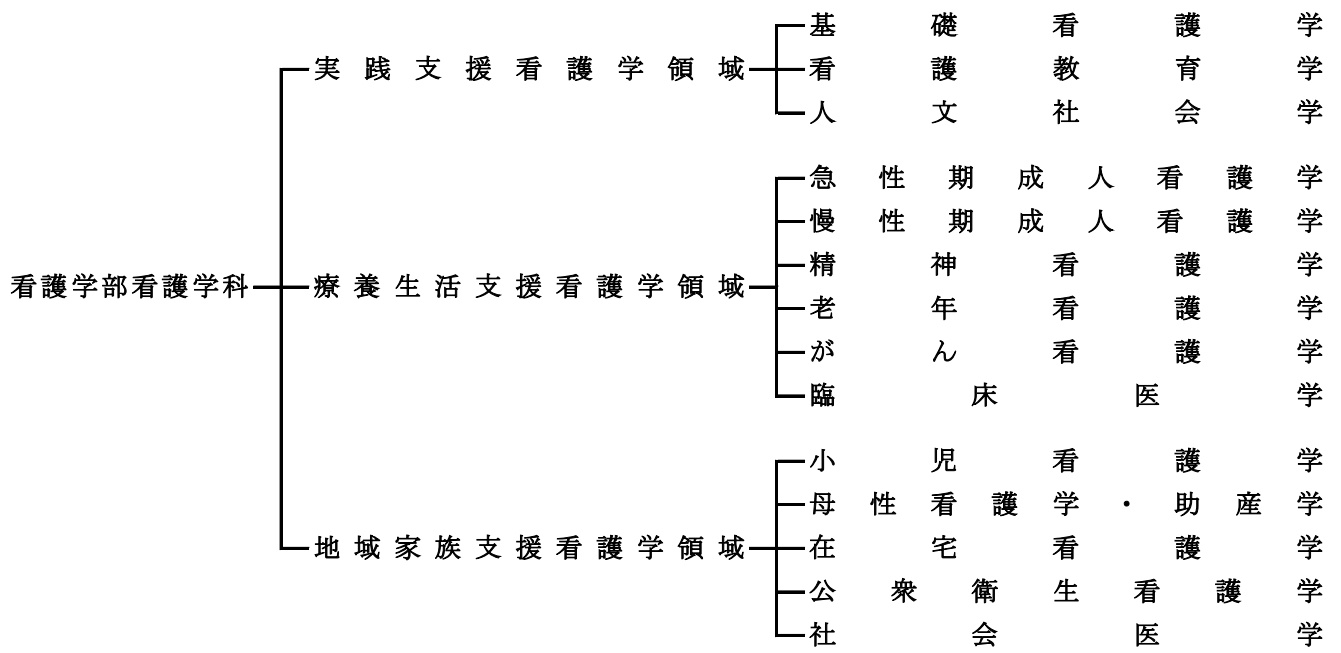 看護学部看護学科
実践支援看護学領域
基礎看護学
看護教育学
人文社会学
療養生活支援看護学領域
急性期成人看護学
慢性期成人看護学
精神看護学
老年看護学
がん看護学
臨床医学
地域家族支援看護学領域
小児看護学
母性看護学・助産学
在宅看護学
公衆衛生看護学
社会医学